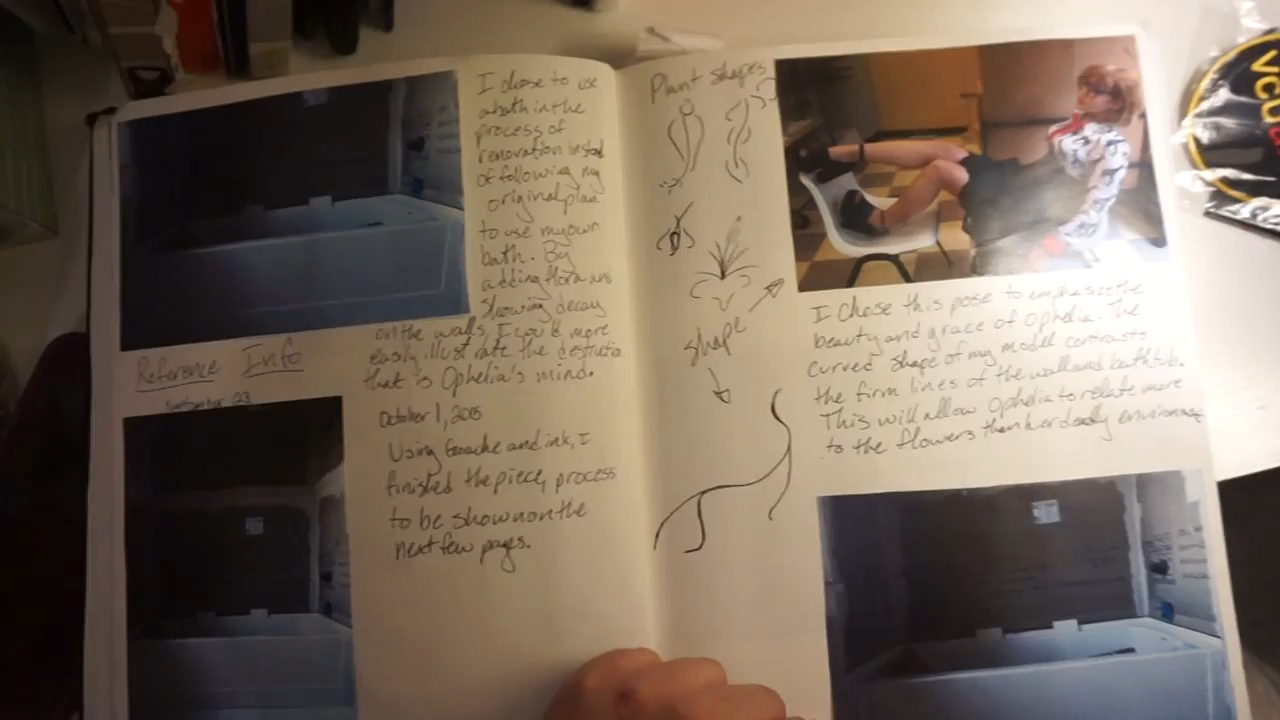 I chose to use
a bath in the
process of
renovation instead
of following my
original plan
to use my own
bath. By
adding flora and
showing decay
on the walls, I could more
easily illustrate the destruction
that is Ophelia's mind.
Reference Info
September 23
October 1, 2015
Using Gouache and ink, I
finished the piece, process
to be shown on the
next few pages.
Plant shapes
shape
I chose this pose to emphasize the
beauty and grace of Ophelia. The
curved shape of my model contrasts
the firm lines of the wall and bathtub.
This will allow Ophelia to relate more
to the flowers than her deadly environment
VCU